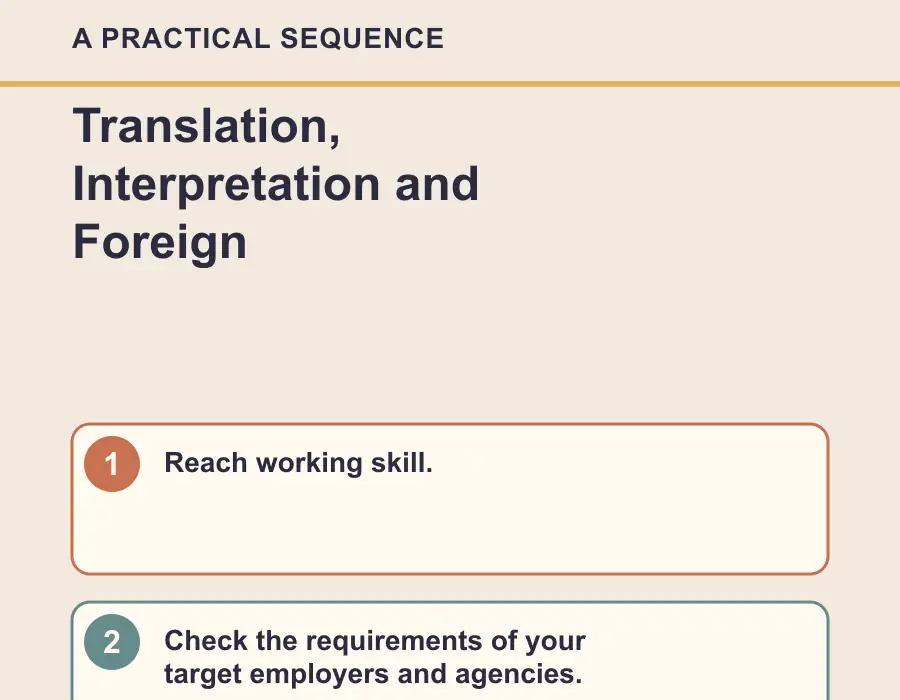 A PRACTICAL SEQUENCE
Translation,
Interpretation and
Foreign
1
Reach working skill.
2
Check the requirements of your
target employers and agencies.